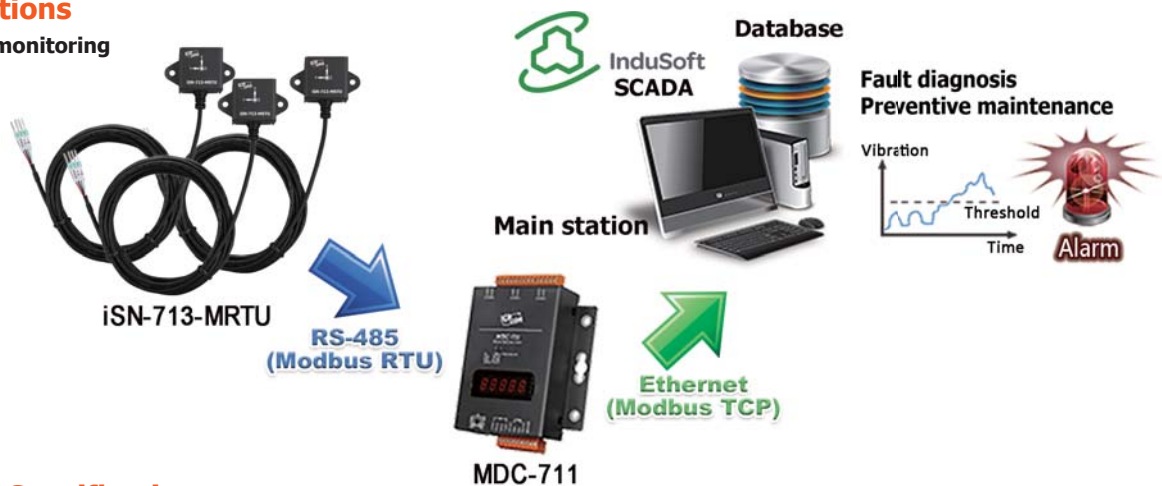 tions
monitoring
InduSoft
SCADA
Database
Fault diagnosis
Preventive maintenance
Vibration
Threshold
Time
Alarm
Main station
iSN-713-MRTU
RS-485
(Modbus RTU)
Ethernet
(Modbus TCP)
MDC-711